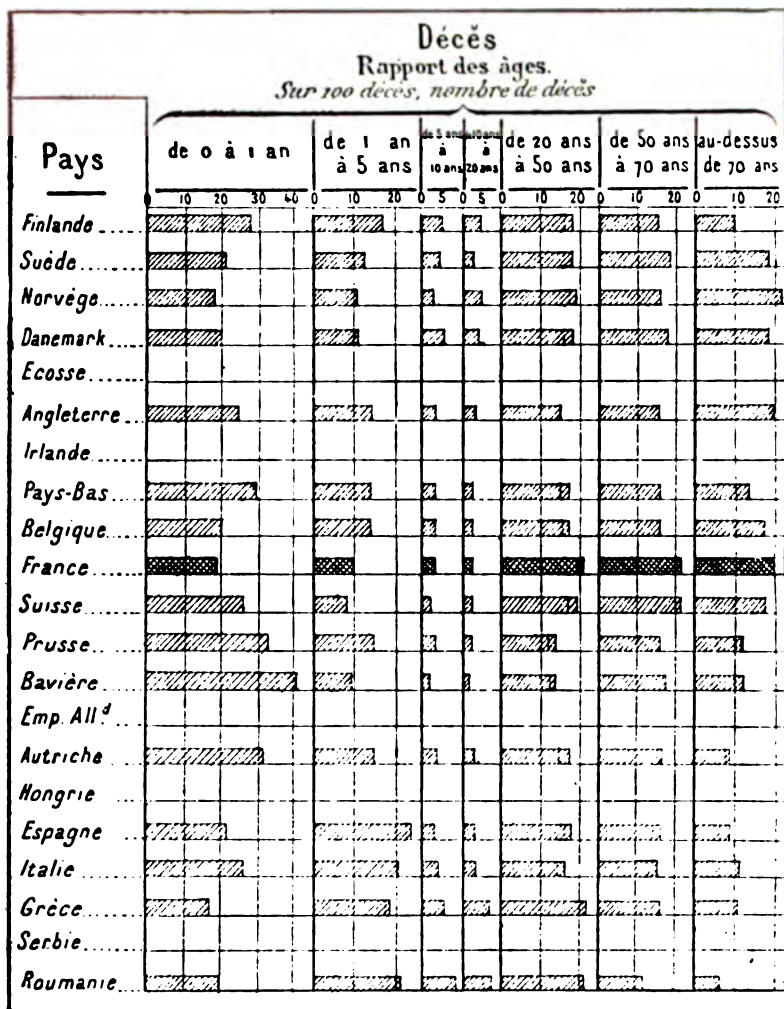 Décès
Rapport des âges.
Sur 100 décès, nombre de décès
Pays
de 0 à 1 an
de 1 an
à 5 ans
de 5 ans
à
10 ans
à
20 ans
de 20 ans
à 50 ans
de 50 ans
à 70 ans
au-dessus
de 70 ans
0 10 20 30 40 0 10 20 0 5 0 5 0 10 20 0 10 20 0 10 20
Finlande
Suède
Norvège
Danemark
Ecosse
Angleterre
Irlande
Pays-Bas
Belgique
France
Suisse
Prusse
Bavière
Emp. All.d
Autriche
Hongrie
Espagne
Italie
Grèce
Serbie
Roumanie